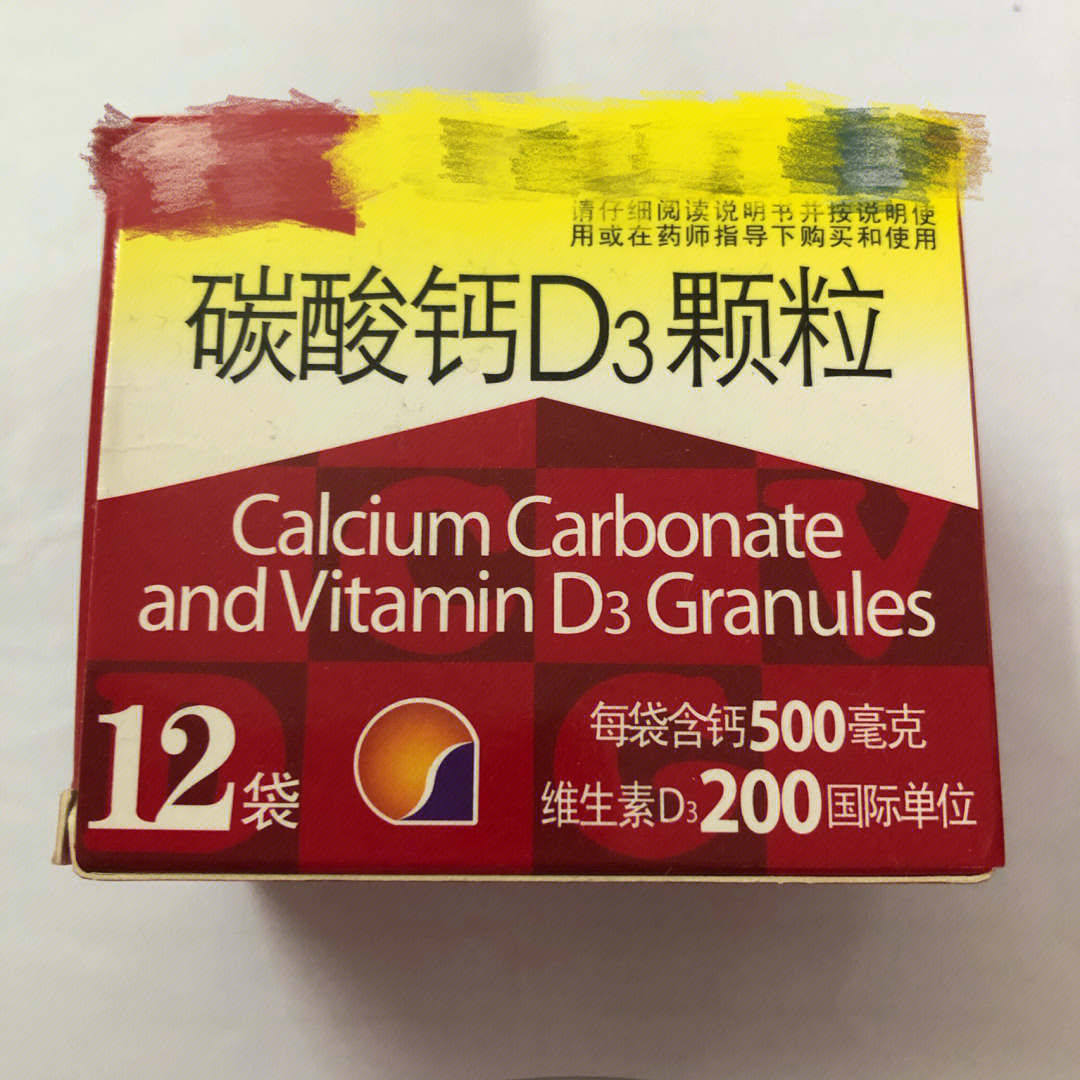 请仔细阅读说明书并按说明使
用或在药师指导下购买和使用
碳酸钙D3颗粒
Calcium Carbonate
and Vitamin D3 Granules
12袋
每袋含钙500毫克
维生素D3 200国际单位